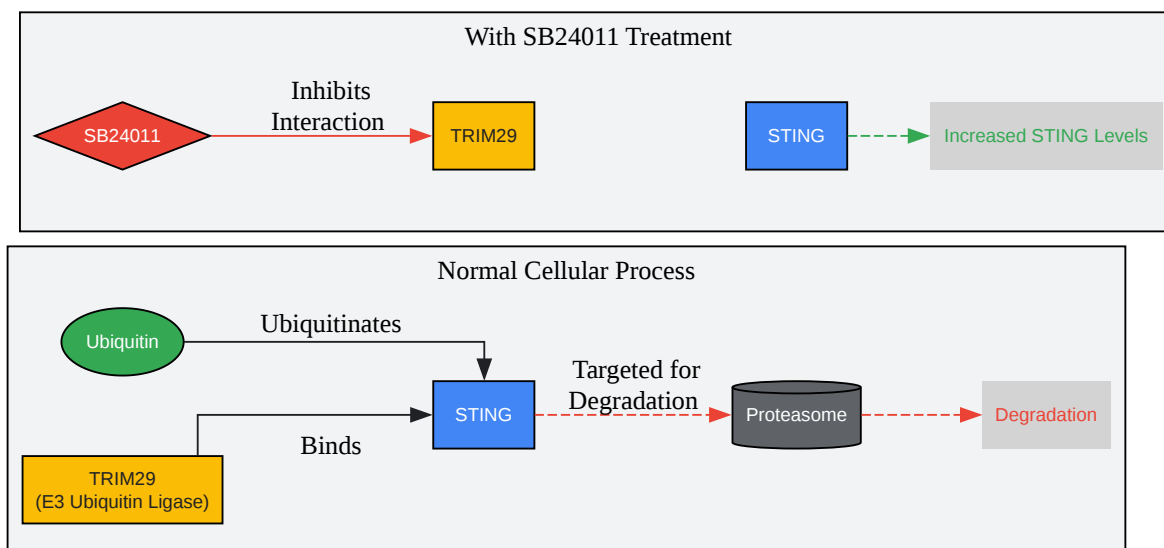 With SB24011 Treatment
Inhibits
Interaction
SB24011
TRIM29
STING
Increased STING Levels
Normal Cellular Process
Ubiquitinates
Ubiquitin
Targeted for
Degradation
STING
Proteasome
Degradation
Binds
TRIM29
(E3 Ubiquitin Ligase)